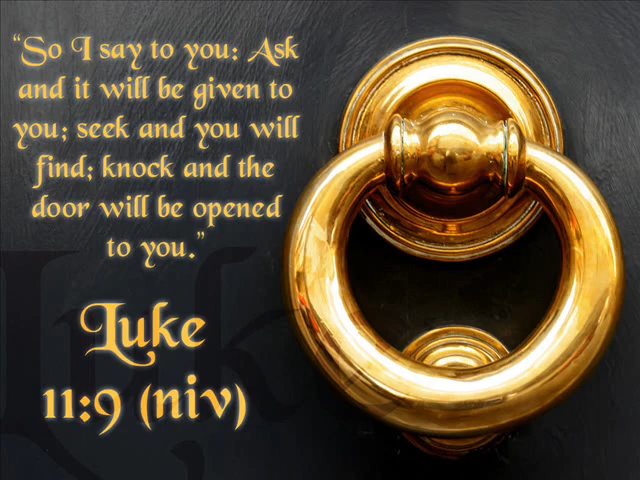 “So I say to you: Ask
and it will be given to
you; seek and you will
find; knock and the
door will be opened
to you.”
Luke
Luke
11:9 (niv)